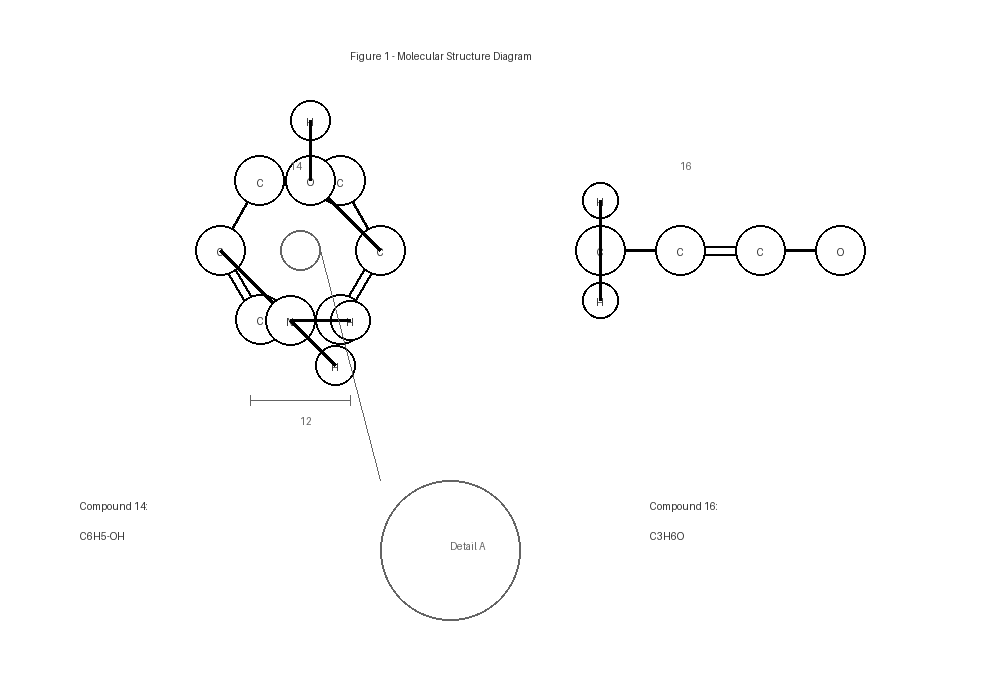 Figure 1 - Molecular Structure Diagram
H
14
16
C
O
C
H
C
C
C
C
C
C
O
H
C
N
H
H
12
Compound 14:
Compound 16:
C6H5-OH
C3H6O
Detail A